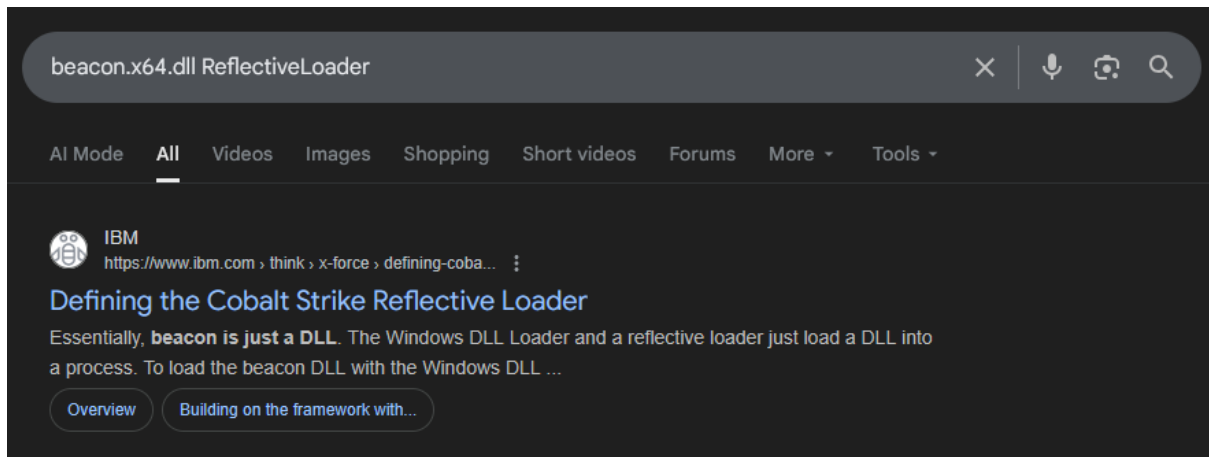 beacon.x64.dll ReflectiveLoader
AI Mode All Videos Images Shopping Short videos Forums More Tools
IBM
https://www.ibm.com › think › x-force › defining-coba...
Defining the Cobalt Strike Reflective Loader
Essentially, beacon is just a DLL. The Windows DLL Loader and a reflective loader just load a DLL into
a process. To load the beacon DLL with the Windows DLL ...
Overview Building on the framework with...